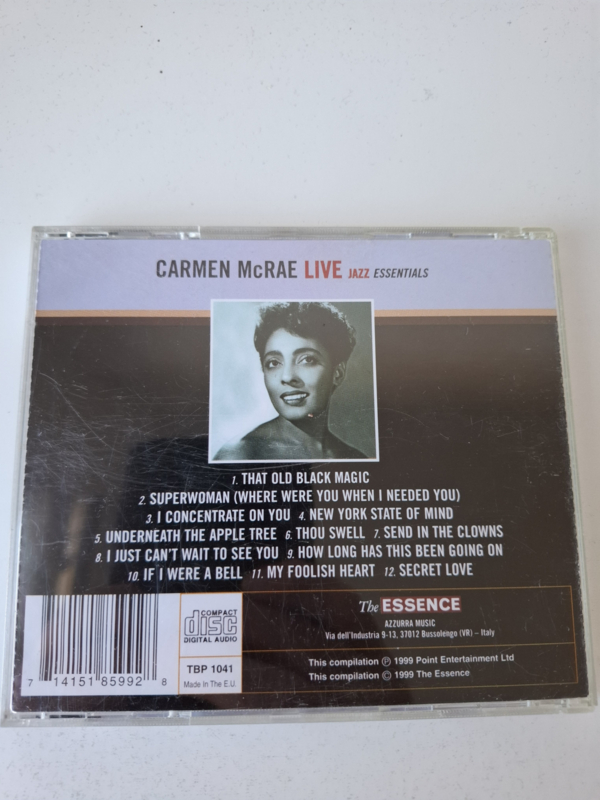 CARMEN McRAE LIVE JAZZ ESSENTIALS
1. THAT OLD BLACK MAGIC
2. SUPERWOMAN (WHERE WERE YOU WHEN I NEEDED YOU)
3. I CONCENTRATE ON YOU 4. NEW YORK STATE OF MIND
5. UNDERNEATH THE APPLE TREE 6. THOU SWELL 7. SEND IN THE CLOWNS
8. I JUST CAN'T WAIT TO SEE YOU 9. HOW LONG HAS THIS BEEN GOING ON
10. IF I WERE A BELL 11. MY FOOLISH HEART 12. SECRET LOVE
7 14151 85992 8
COMPACT
disc
DIGITAL AUDIO
TBP 1041
Made In The E.U.
The ESSENCE
AZZURRA MUSIC
Via dell'Industria 9-13, 37012 Bussolengo (VR) – Italy
This compilation ℗ 1999 Point Entertainment Ltd
This compilation © 1999 The Essence